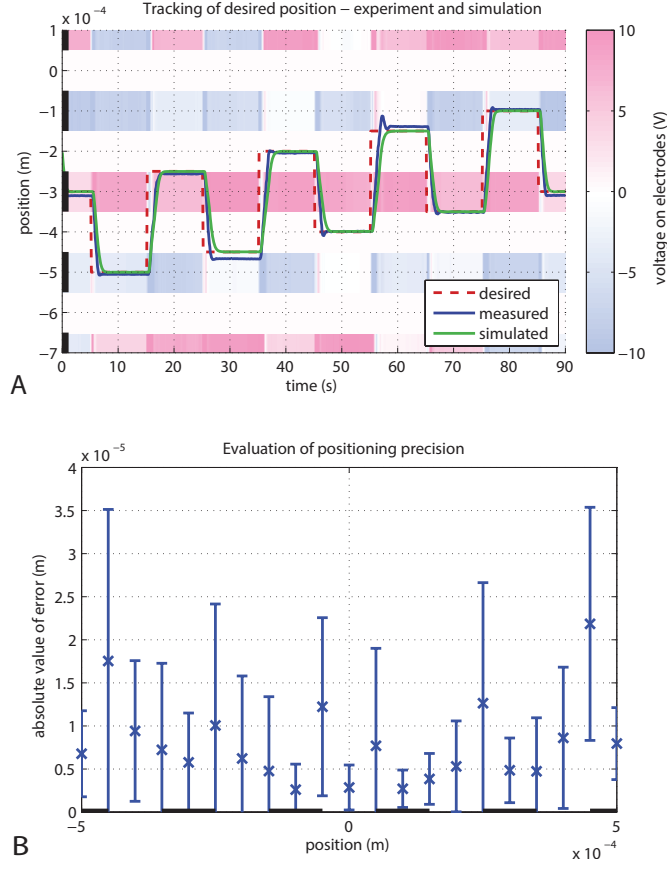 Tracking of desired position – experiment and simulation
x 10⁻⁴
1
0
−1
−2
−3
−4
−5
−6
−7
position (m)
0 10 20 30 40 50 60 70 80 90
time (s)
desired
measured
simulated
10
5
0
−5
−10
voltage on electrodes (V)
A
Evaluation of positioning precision
x 10⁻⁵
4
3.5
3
2.5
2
1.5
1
0.5
0
absolute value of error (m)
−5 0 5
position (m)
x 10⁻⁴
B